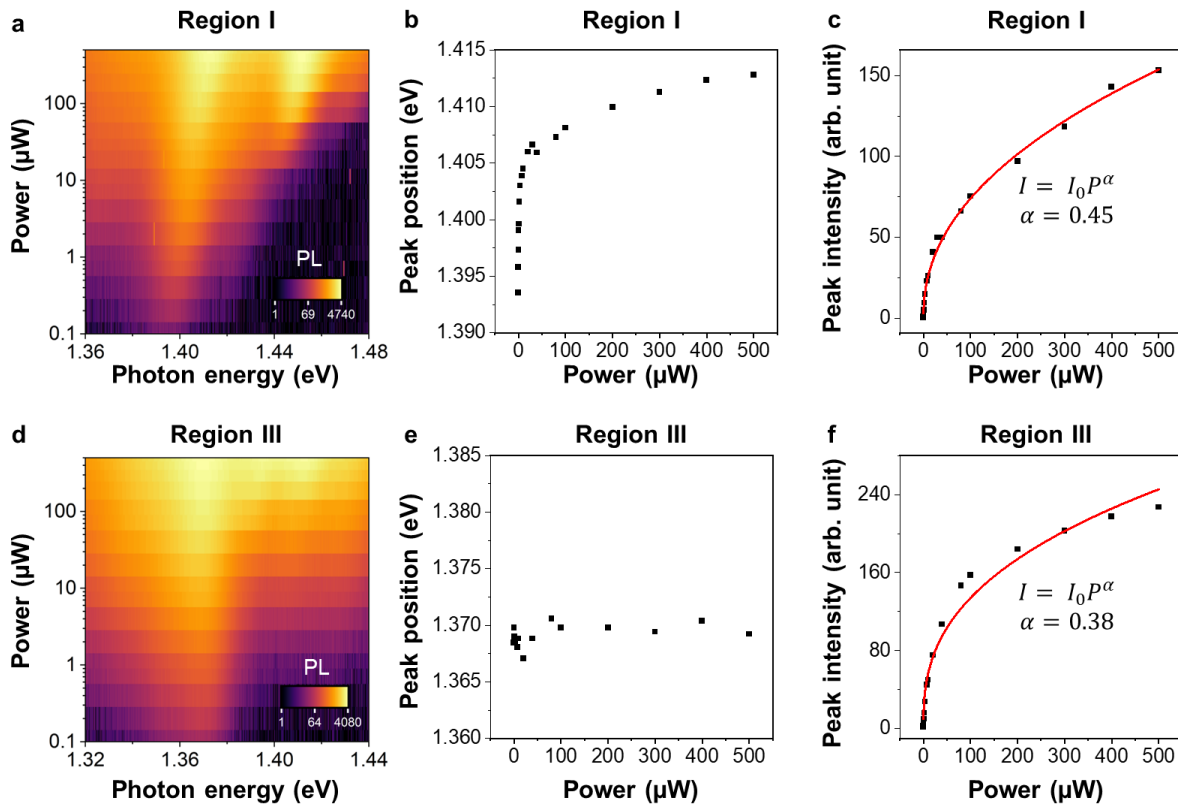 a
Region I
Power (µW)
100
10
1
0.1
PL
1 69 4740
1.36 1.40 1.44 1.48
Photon energy (eV)
b
Region I
Peak position (eV)
1.415
1.410
1.405
1.400
1.395
1.390
0 100 200 300 400 500
Power (µW)
c
Region I
Peak intensity (arb. unit)
150
100
50
0
I = I₀P^α
α = 0.45
0 100 200 300 400 500
Power (µW)
d
Region III
Power (µW)
100
10
1
0.1
PL
1 64 4080
1.32 1.36 1.40 1.44
Photon energy (eV)
e
Region III
Peak position (eV)
1.385
1.380
1.375
1.370
1.365
1.360
0 100 200 300 400 500
Power (µW)
f
Region III
Peak intensity (arb. unit)
240
160
80
0
I = I₀P^α
α = 0.38
0 100 200 300 400 500
Power (µW)